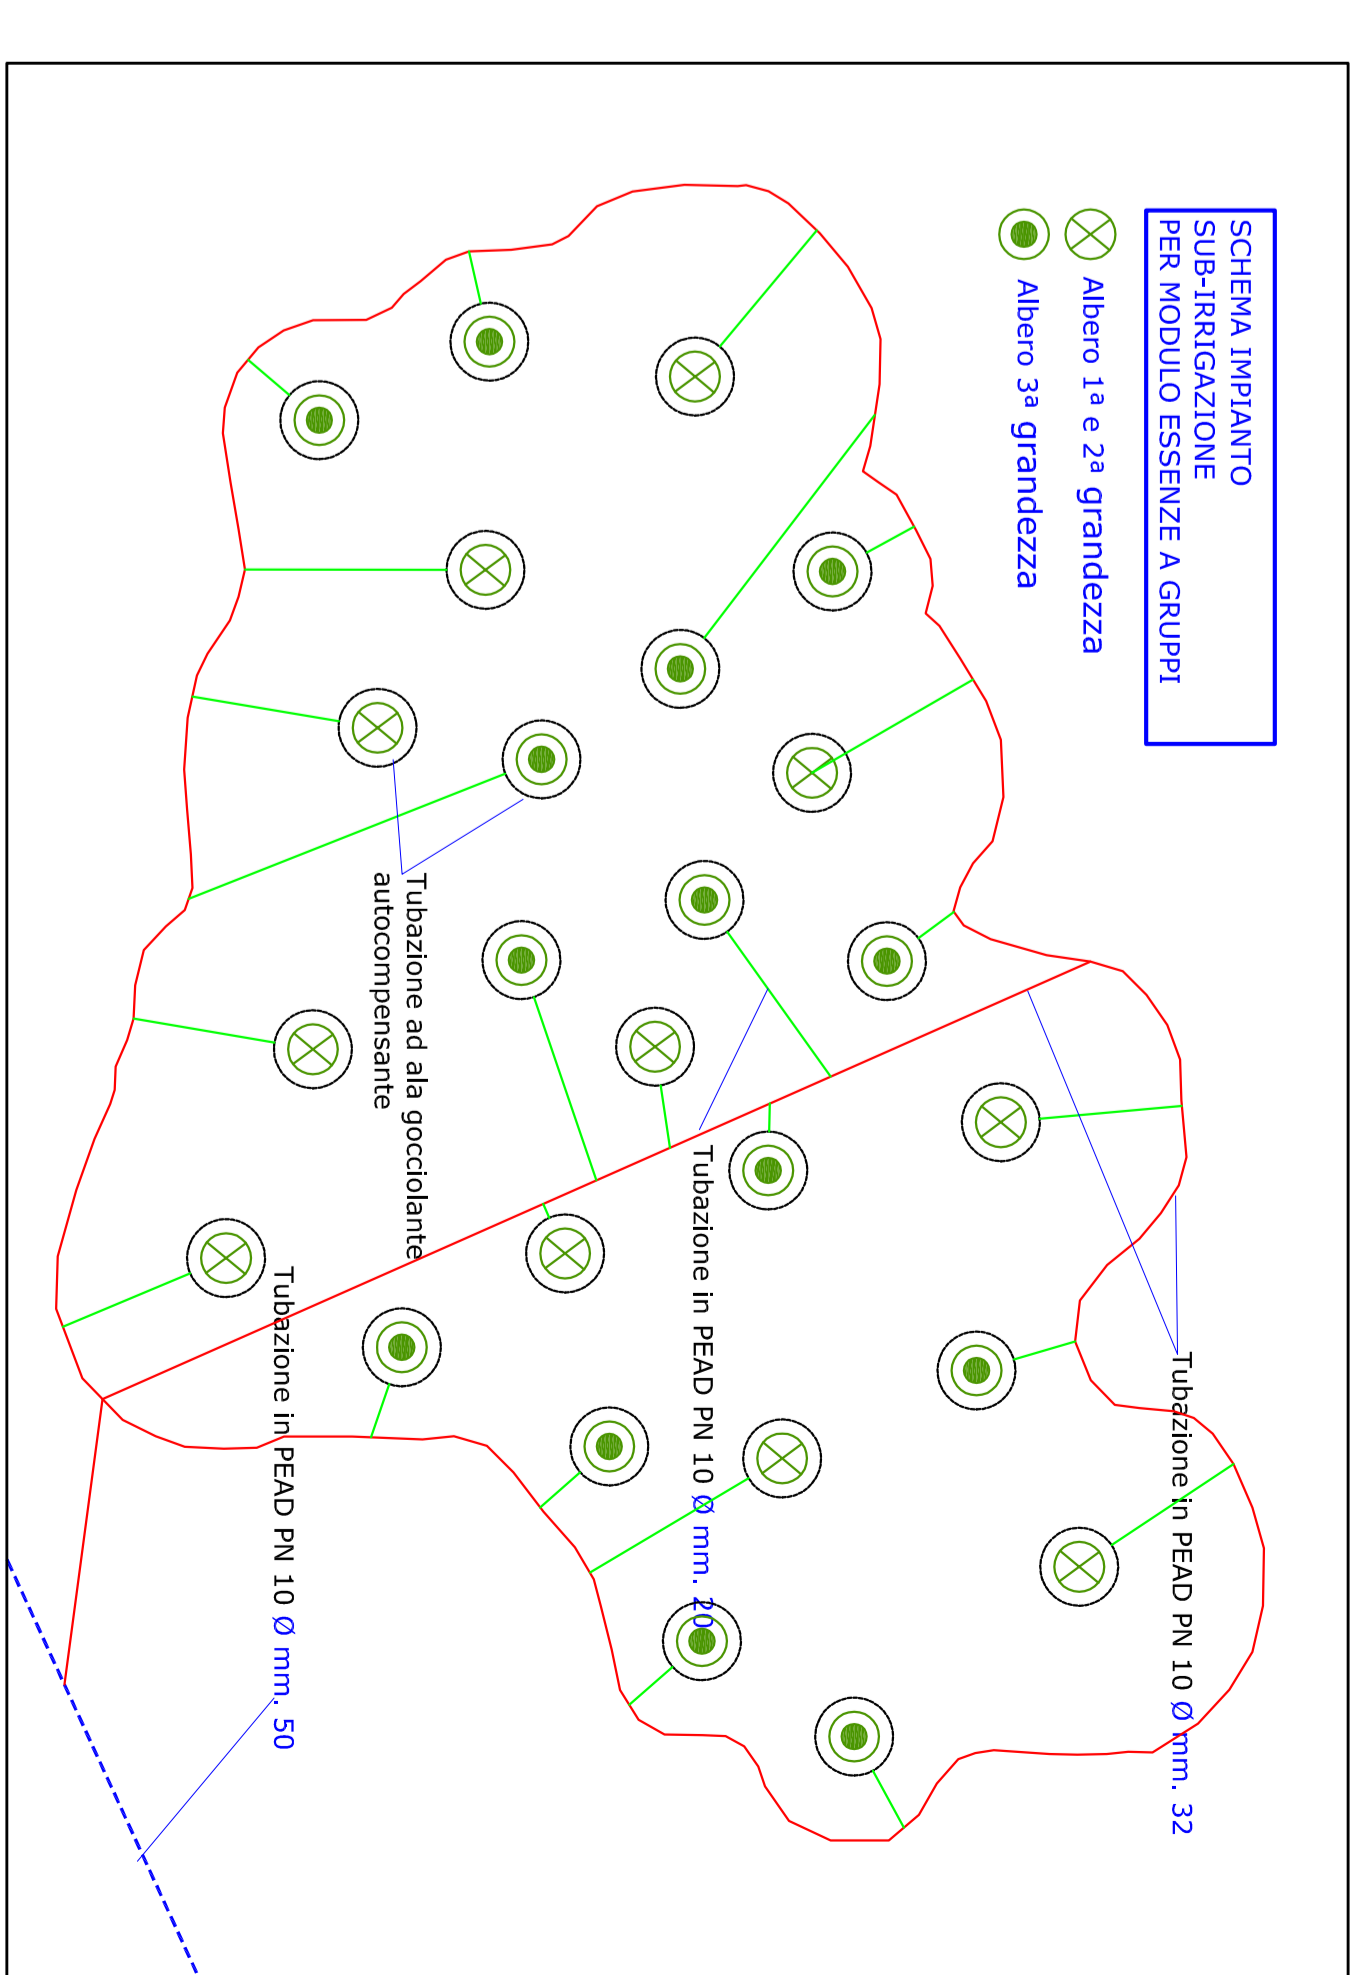 SCHEMA IMPIANTO
SUB-IRRIGAZIONE
PER MODULO ESSENZE A GRUPPI
Albero 1ª e 2ª grandezza
Albero 3ª grandezza
Tubazione ad ala gocciolante
autocompensante
Tubazione in PEAD PN 10 Ø mm. 32
Tubazione in PEAD PN 10 Ø mm. 20
Tubazione in PEAD PN 10 Ø mm. 50